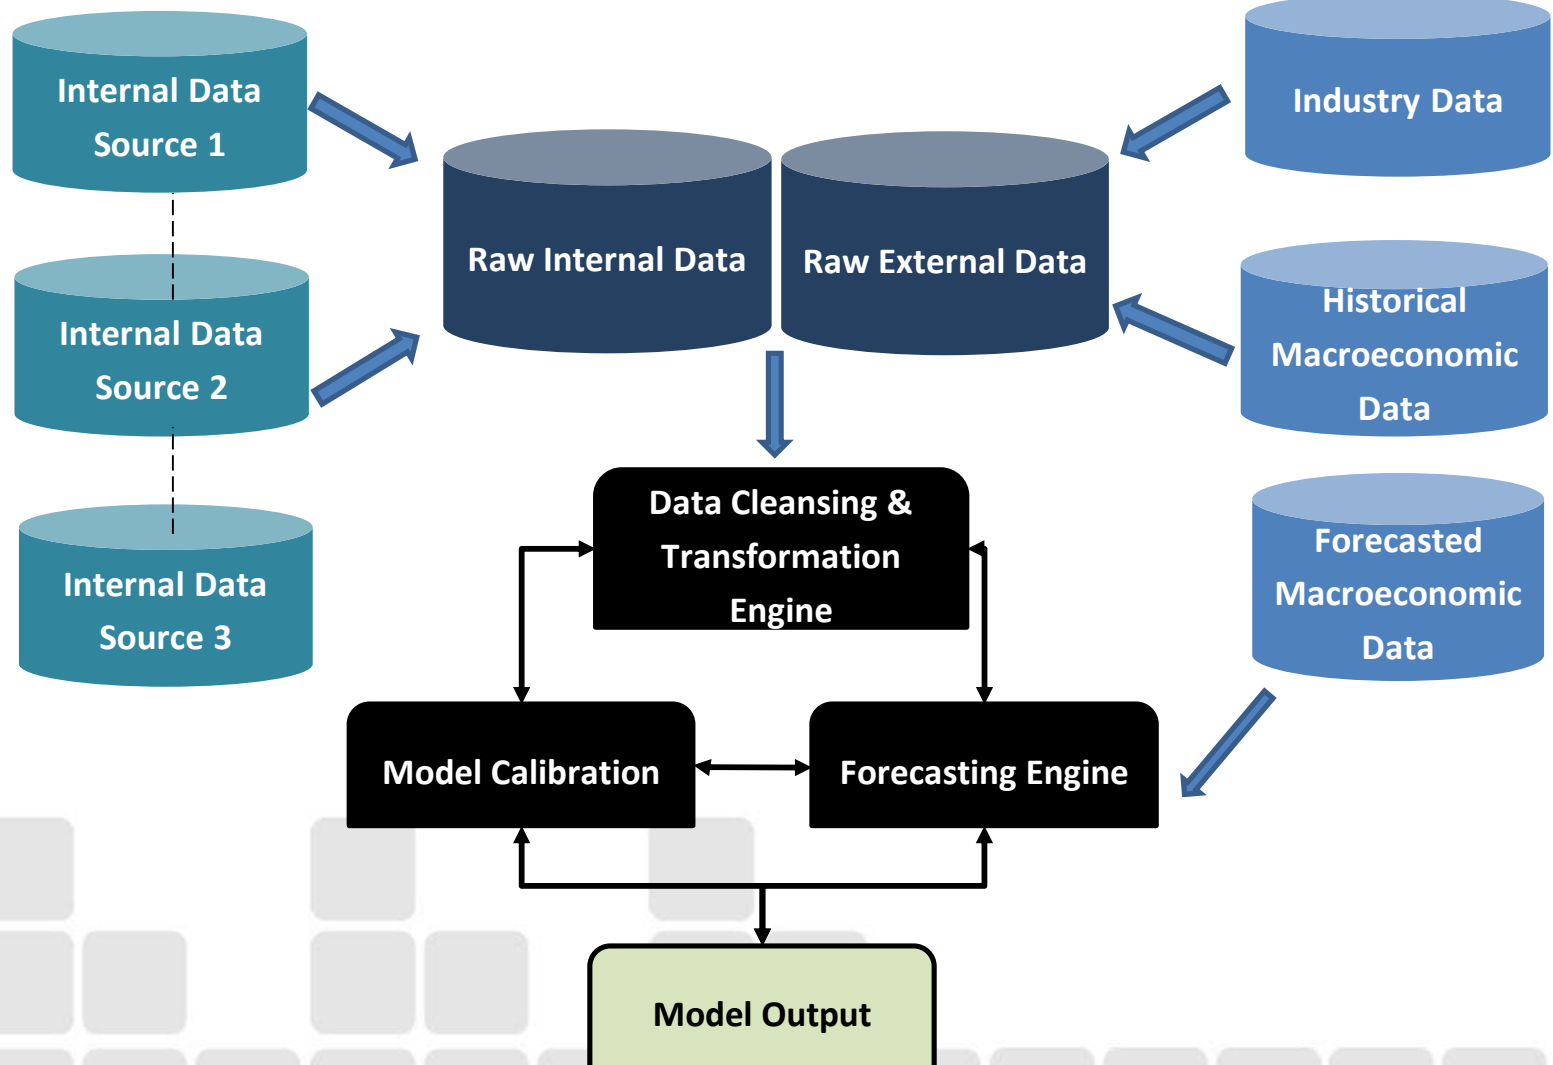 Internal Data
Source 1
Industry Data
Raw Internal Data
Raw External Data
Internal Data
Source 2
Historical
Macroeconomic
Data
Data Cleansing &
Transformation
Engine
Internal Data
Source 3
Forecasted
Macroeconomic
Data
Model Calibration
Forecasting Engine
Model Output